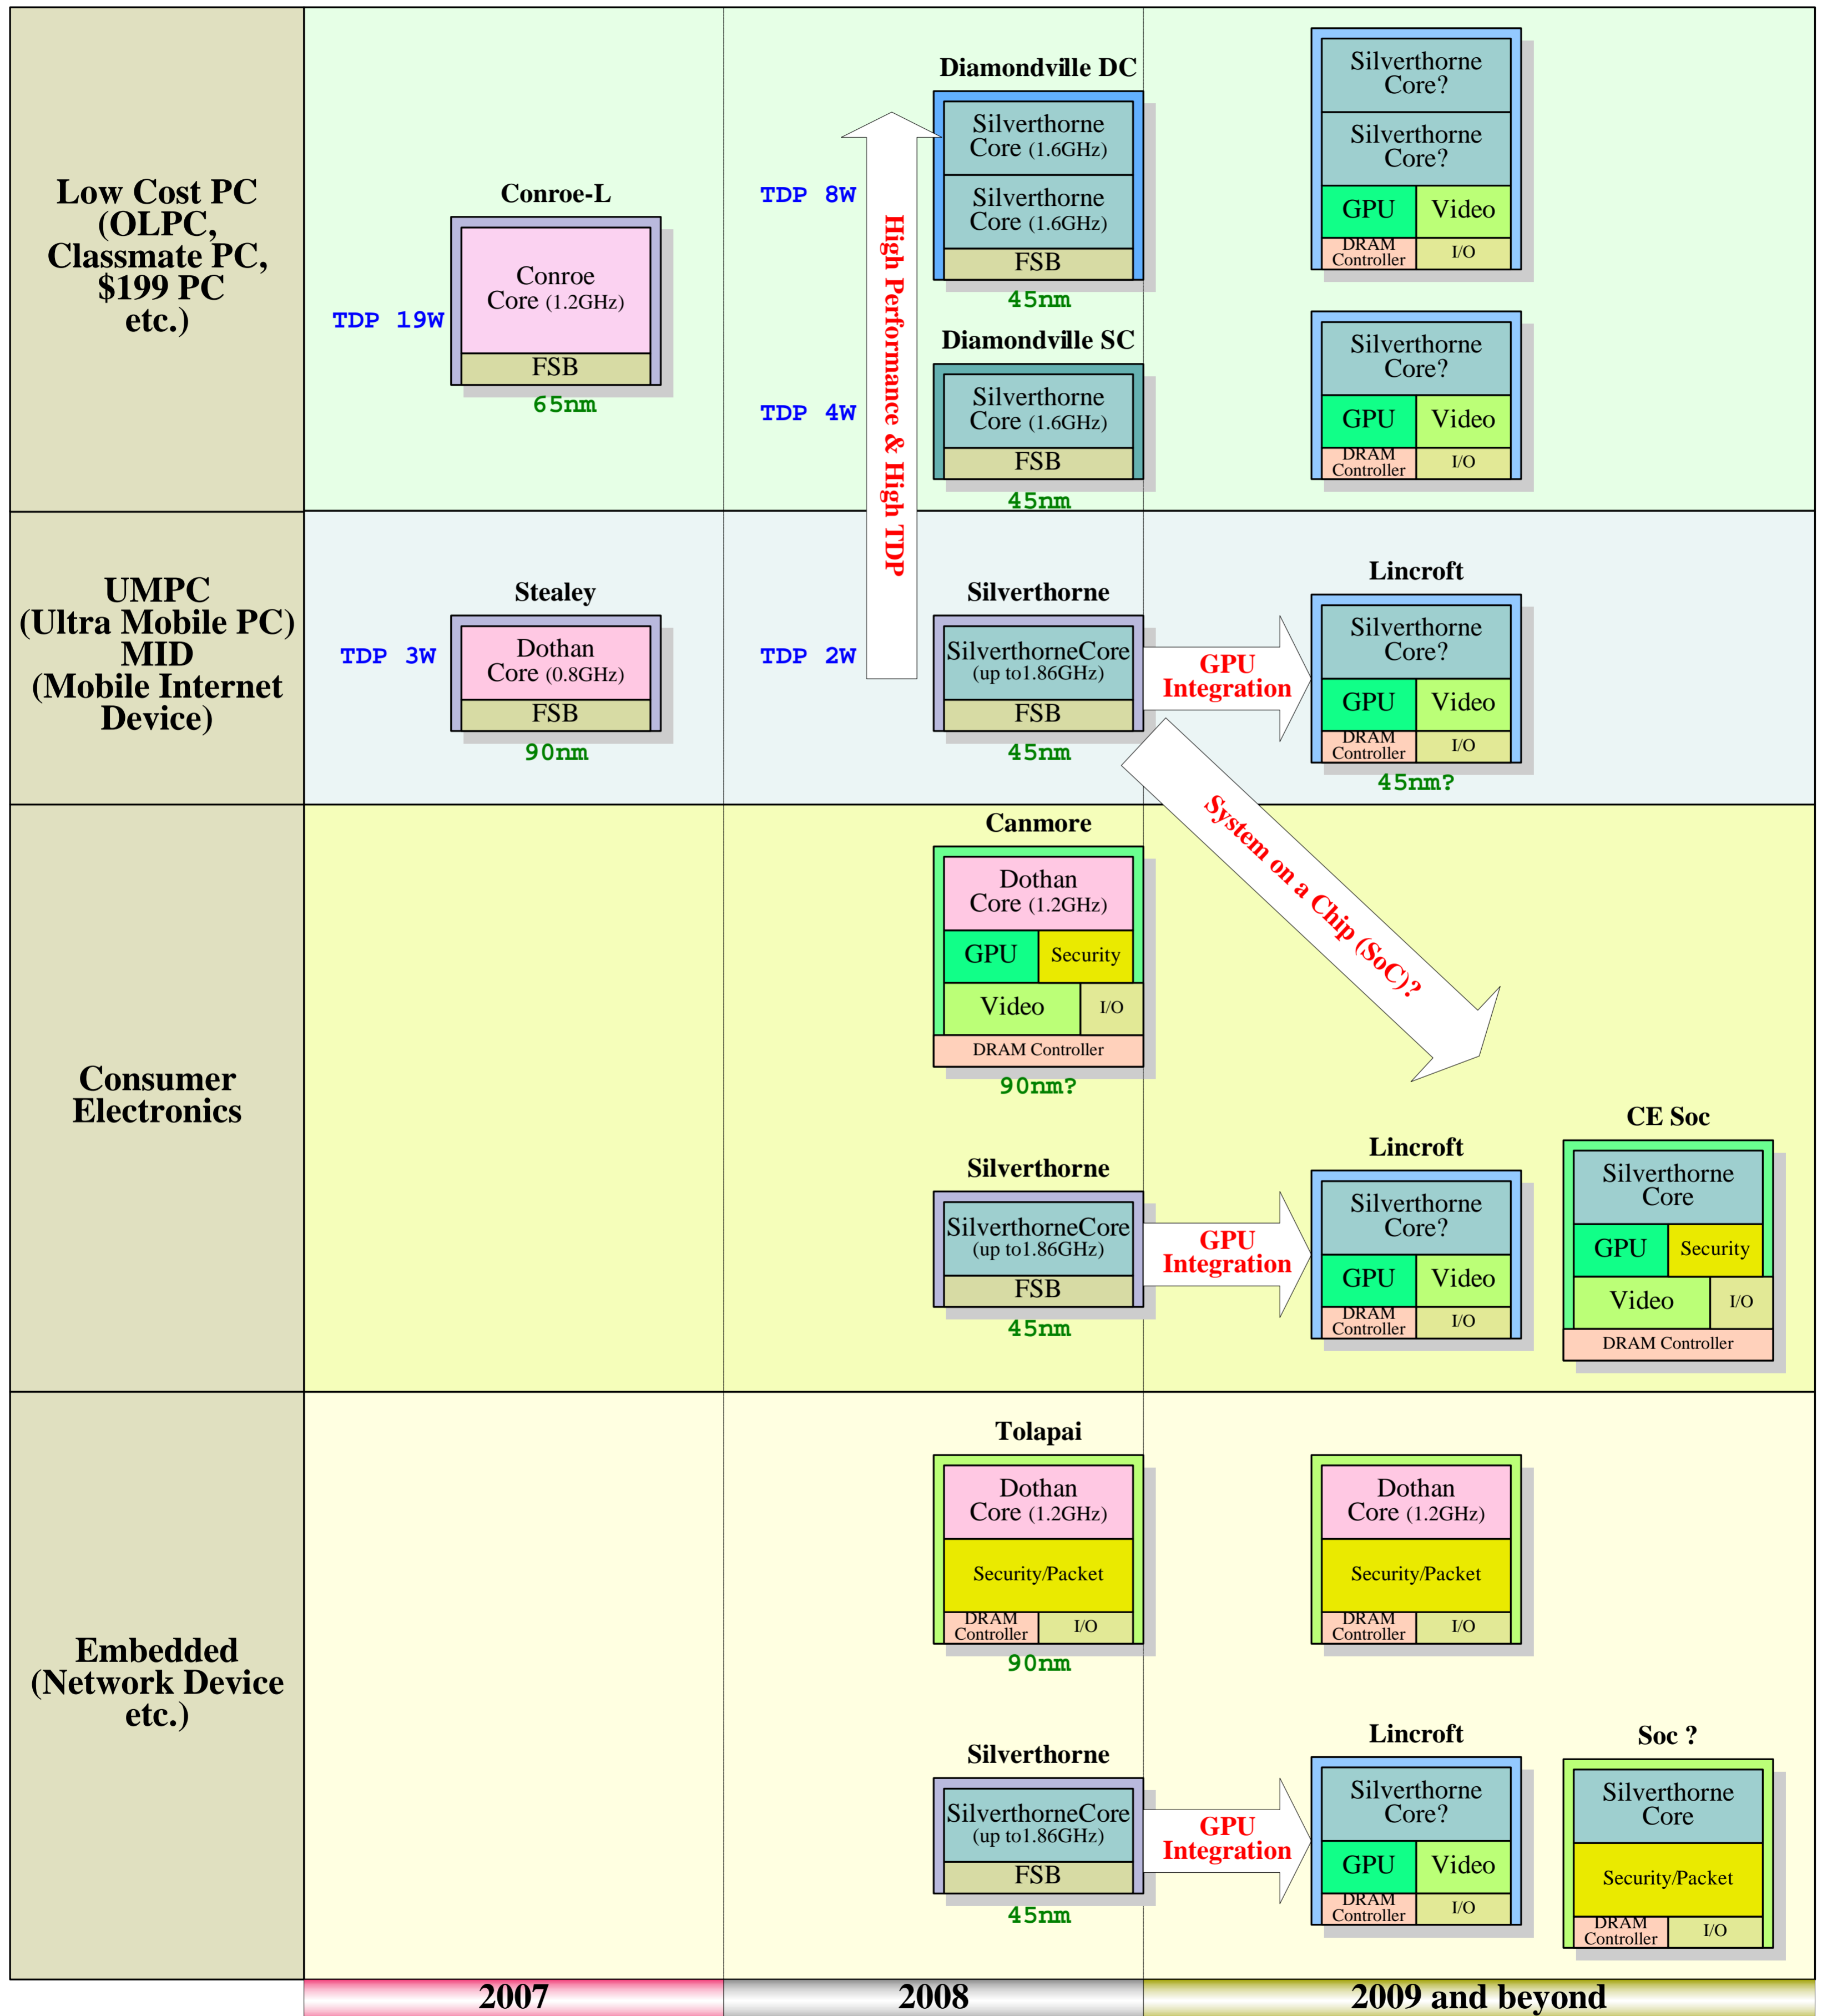 Low Cost PC
(OLPC,
Classmate PC,
$199 PC
etc.)
Conroe-L
TDP 19W
Conroe
Core (1.2GHz)
FSB
65nm
Diamondville DC
TDP 8W
Silverthorne
Core (1.6GHz)
Silverthorne
Core (1.6GHz)
FSB
45nm
Diamondville SC
TDP 4W
Silverthorne
Core (1.6GHz)
FSB
45nm
High Performance & High TDP
Silverthorne
Core?
Silverthorne
Core?
GPU Video
DRAM
Controller I/O
Silverthorne
Core?
GPU Video
DRAM
Controller I/O
UMPC
(Ultra Mobile PC)
MID
(Mobile Internet
Device)
Stealey
TDP 3W
Dothan
Core (0.8GHz)
FSB
90nm
Silverthorne
TDP 2W
SilverthorneCore
(up to1.86GHz)
FSB
45nm
GPU
Integration
Lincroft
Silverthorne
Core?
GPU Video
DRAM
Controller I/O
45nm?
System on a Chip (SoC)?
Consumer
Electronics
Canmore
Dothan
Core (1.2GHz)
GPU Security
Video I/O
DRAM Controller
90nm?
Silverthorne
SilverthorneCore
(up to1.86GHz)
FSB
45nm
GPU
Integration
Lincroft
Silverthorne
Core?
GPU Video
DRAM
Controller I/O
CE Soc
Silverthorne
Core
GPU Security
Video I/O
DRAM Controller
Embedded
(Network Device
etc.)
Tolapai
Dothan
Core (1.2GHz)
Security/Packet
DRAM
Controller I/O
90nm
Dothan
Core (1.2GHz)
Security/Packet
DRAM
Controller I/O
Silverthorne
SilverthorneCore
(up to1.86GHz)
FSB
45nm
GPU
Integration
Lincroft
Silverthorne
Core?
GPU Video
DRAM
Controller I/O
Soc ?
Silverthorne
Core
Security/Packet
DRAM
Controller I/O
2007 2008 2009 and beyond